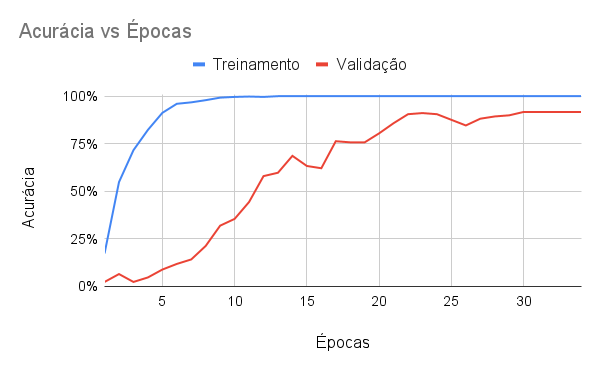 Acurácia vs Épocas
Treinamento Validação
100%
75%
50%
25%
0%
Acurácia
5 10 15 20 25 30
Épocas